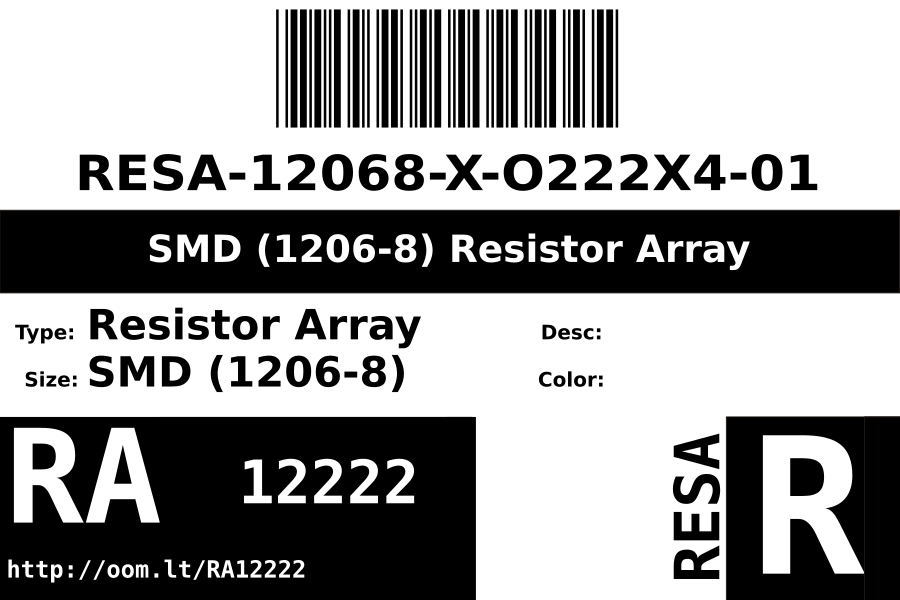 RESA-12068-X-O222X4-01
SMD (1206-8) Resistor Array
Type: Resistor Array
Desc:
Size: SMD (1206-8)
Color:
RA 12222
http://oom.lt/RA12222
RESA
R